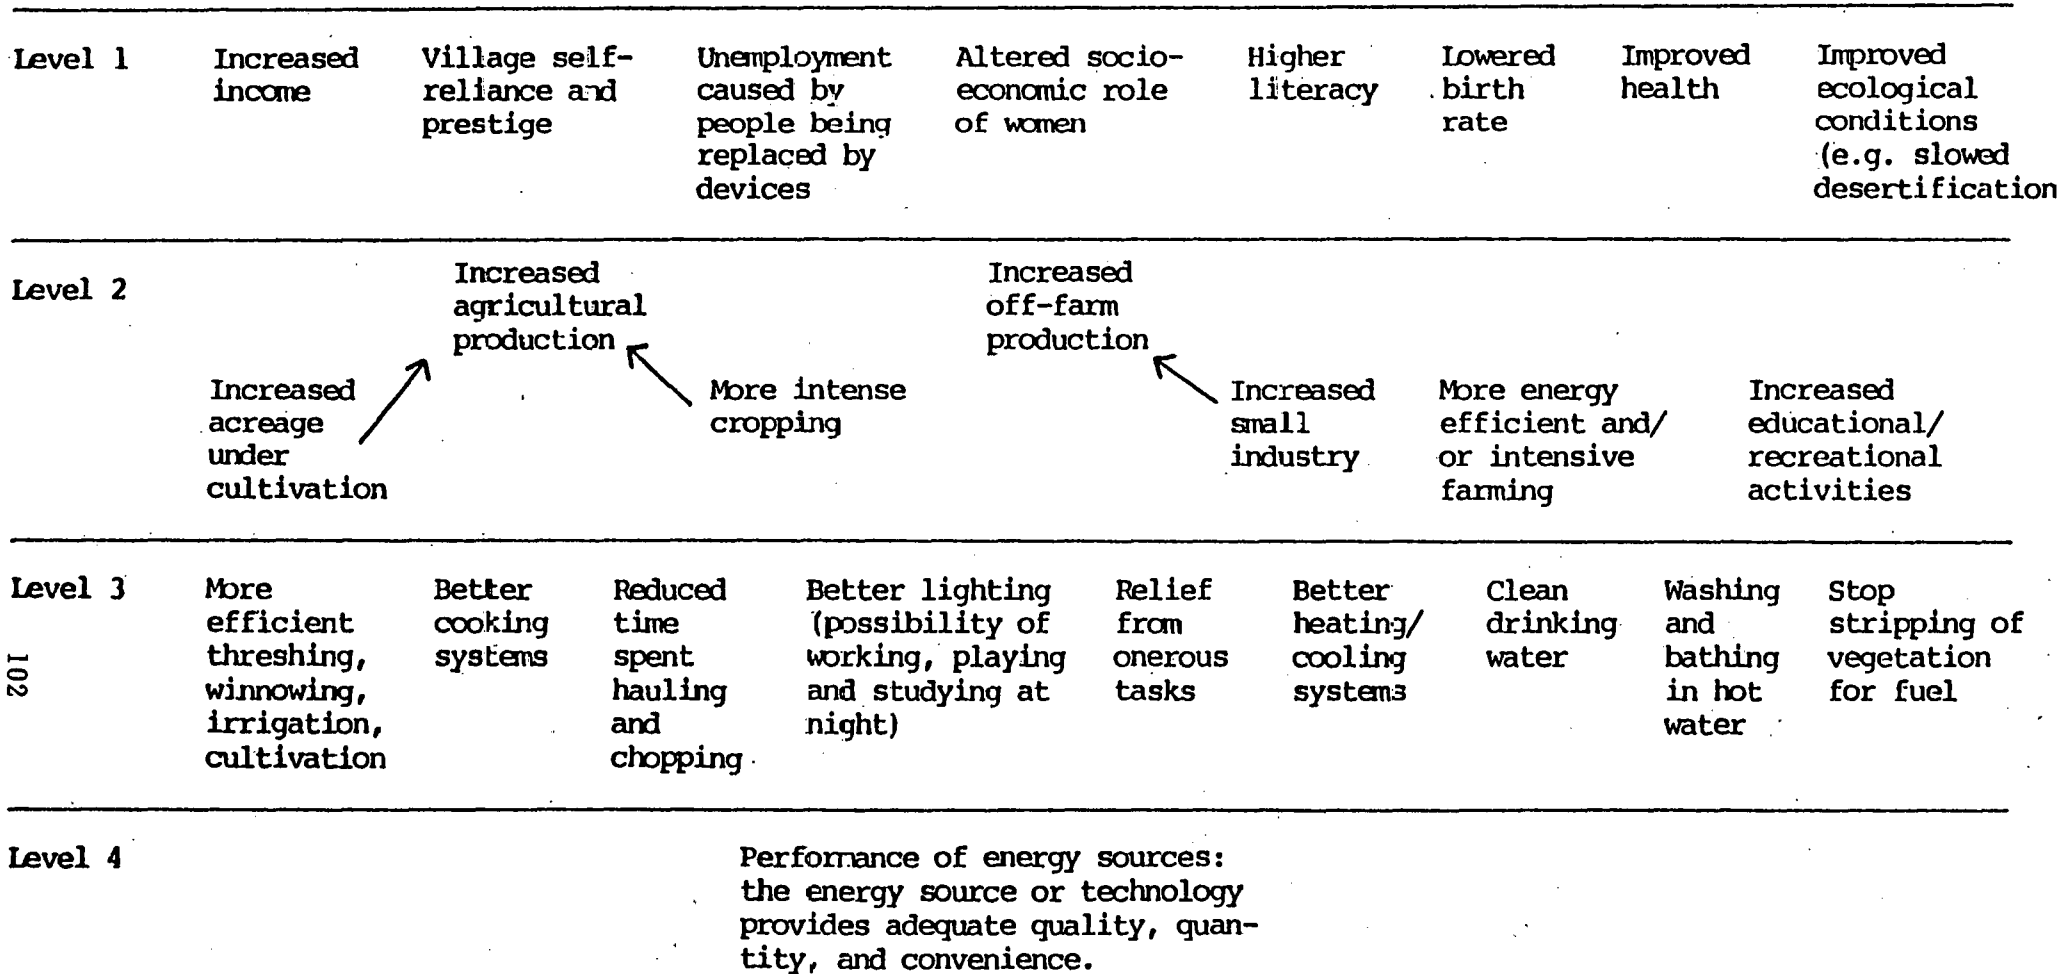 Level 1
Increased
income
Village self-
reliance and
prestige
Unemployment
caused by
people being
replaced by
devices
Altered socio-
economic role
of women
Higher
literacy
Lowered
birth
rate
Improved
health
Improved
ecological
conditions
(e.g. slowed
desertification
Level 2
Increased
agricultural
production
Increased
off-farm
production
Increased
acreage
under
cultivation
More intense
cropping
Increased
small
industry
More energy
efficient and/
or intensive
farming
Increased
educational/
recreational
activities
Level 3
More
efficient
threshing,
winnowing,
irrigation,
cultivation
Better
cooking
systems
Reduced
time
spent
hauling
and
chopping
Better lighting
(possibility of
working, playing
and studying at
night)
Relief
from
onerous
tasks
Better
heating/
cooling
systems
Clean
drinking
water
Washing
and
bathing
in hot
water
Stop
stripping of
vegetation
for fuel
102
Level 4
Performance of energy sources:
the energy source or technology
provides adequate quality, quan-
tity, and convenience.